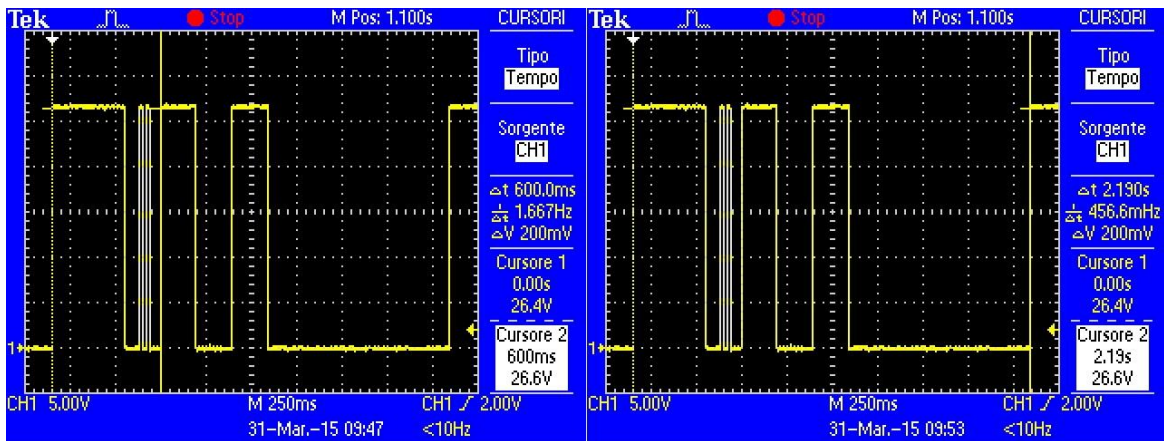 Tek Stop M Pos: 1.100s CURSORI
Tipo
Tempo
Sorgente
CH1
△t 600.0ms
1/△t 1.667Hz
△V 200mV
Cursore 1
0.00s
26.4V
Cursore 2
600ms
26.6V
1
CH1 5.00V M 250ms CH1 / 2.00V
31-Mar.-15 09:47 <10Hz
Tek Stop M Pos: 1.100s CURSORI
Tipo
Tempo
Sorgente
CH1
△t 2.190s
1/△t 456.6mHz
△V 200mV
Cursore 1
0.00s
26.4V
Cursore 2
2.19s
26.6V
1
CH1 5.00V M 250ms CH1 / 2.00V
31-Mar.-15 09:53 <10Hz